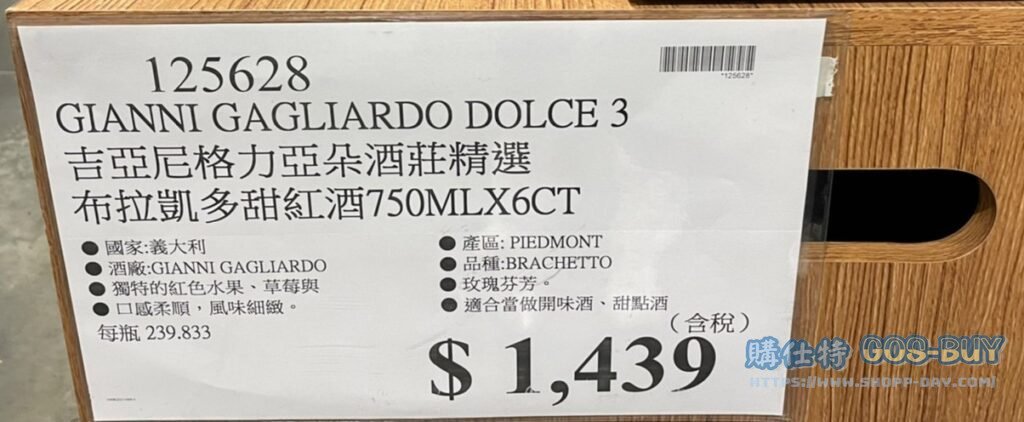 125628
*125628*
GIANNI GAGLIARDO DOLCE 3
吉亞尼格力亞朵酒莊精選
布拉凱多甜紅酒750MLX6CT
●國家:義大利
●產區: PIEDMONT
●酒廠:GIANNI GAGLIARDO
●品種:BRACHETTO
●獨特的紅色水果、草莓與
●玫瑰芬芳。
●口感柔順，風味細緻。
●適合當做開味酒、甜點酒
每瓶 239.833
（含稅）
$ 1,439
購仕特 GOS-BUY
HTTPS://WWW.SHOPP-DAY.COM/